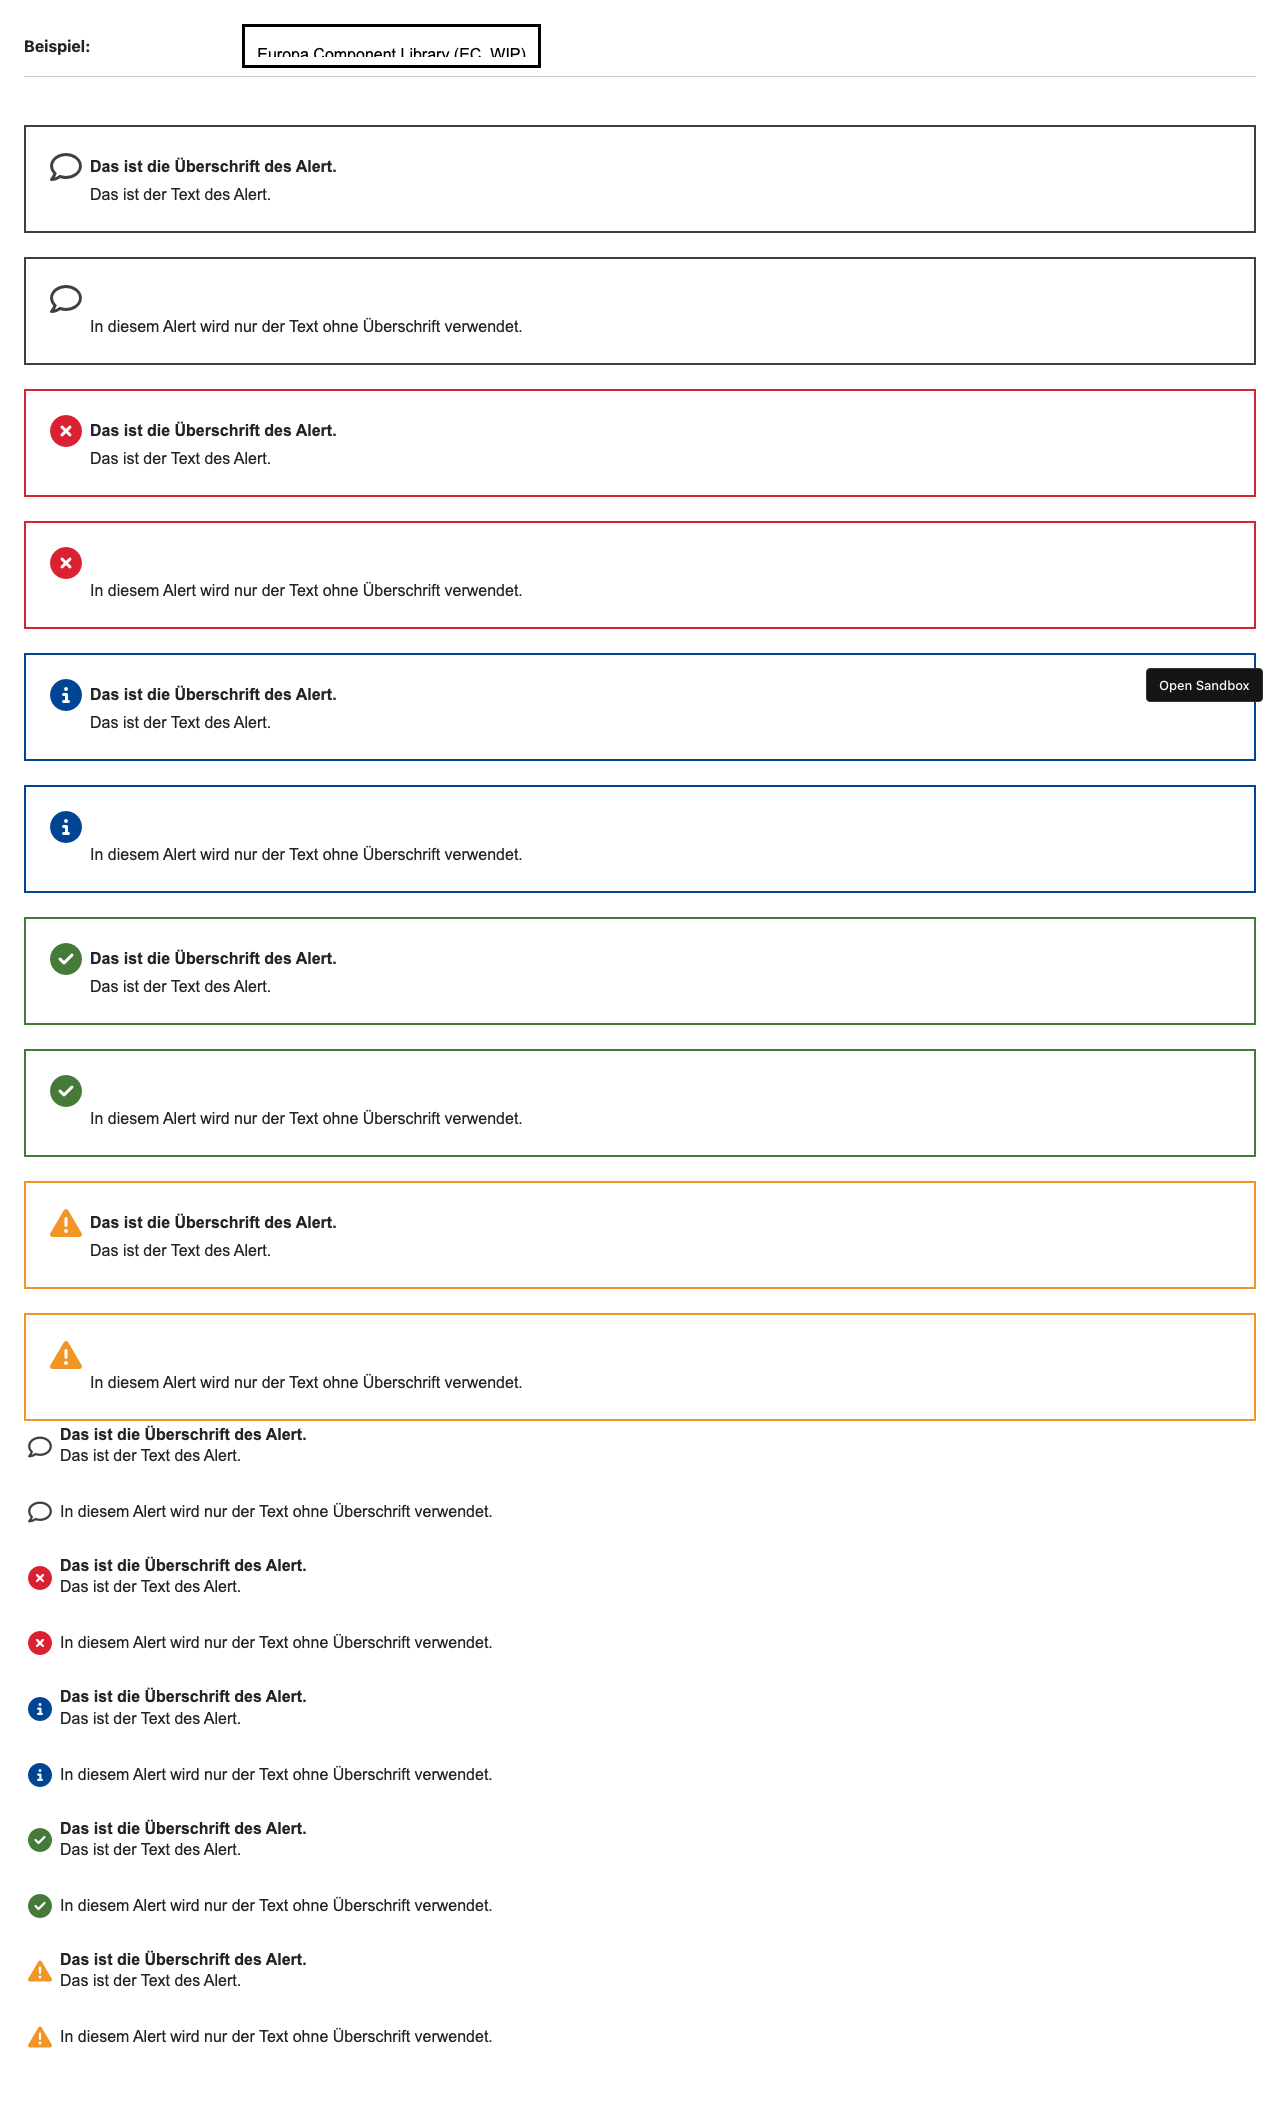 Beispiel:
Europa Component Library (EC, WIP)
Das ist die Überschrift des Alert.
Das ist der Text des Alert.
In diesem Alert wird nur der Text ohne Überschrift verwendet.
Das ist die Überschrift des Alert.
Das ist der Text des Alert.
In diesem Alert wird nur der Text ohne Überschrift verwendet.
Das ist die Überschrift des Alert.
Open Sandbox
Das ist der Text des Alert.
In diesem Alert wird nur der Text ohne Überschrift verwendet.
Das ist die Überschrift des Alert.
Das ist der Text des Alert.
In diesem Alert wird nur der Text ohne Überschrift verwendet.
Das ist die Überschrift des Alert.
Das ist der Text des Alert.
In diesem Alert wird nur der Text ohne Überschrift verwendet.
Das ist die Überschrift des Alert.
Das ist der Text des Alert.
In diesem Alert wird nur der Text ohne Überschrift verwendet.
Das ist die Überschrift des Alert.
Das ist der Text des Alert.
In diesem Alert wird nur der Text ohne Überschrift verwendet.
Das ist die Überschrift des Alert.
Das ist der Text des Alert.
In diesem Alert wird nur der Text ohne Überschrift verwendet.
Das ist die Überschrift des Alert.
Das ist der Text des Alert.
In diesem Alert wird nur der Text ohne Überschrift verwendet.
Das ist die Überschrift des Alert.
Das ist der Text des Alert.
In diesem Alert wird nur der Text ohne Überschrift verwendet.